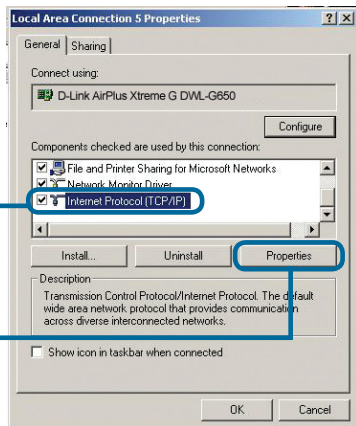 Local Area Connection 5 Properties
General
Sharing
Connect using:
D-Link AirPlus Xtreme G DWL-G650
Configure
Components checked are used by this connection:
File and Printer Sharing for Microsoft Networks
Network Monitor Driver
Internet Protocol (TCP/IP)
Install...
Uninstall
Properties
Description
Transmission Control Protocol/Internet Protocol. The default
wide area network protocol that provides communication
across diverse interconnected networks.
Show icon in taskbar when connected
OK
Cancel